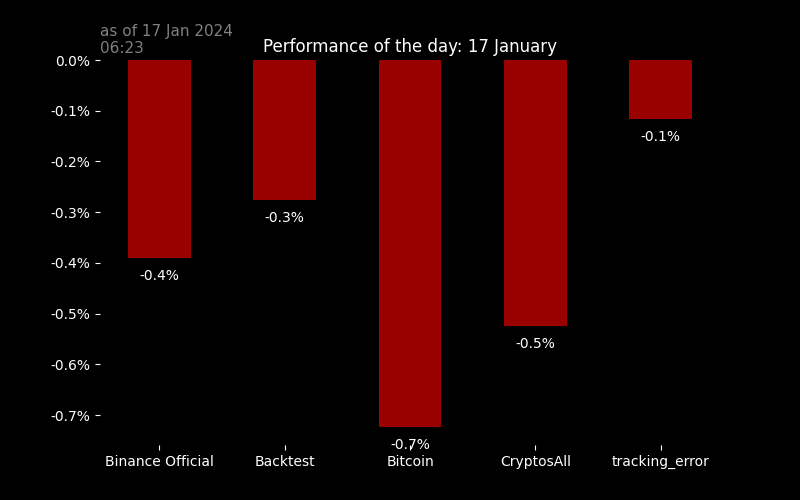 as of 17 Jan 2024
06:23
Performance of the day: 17 January
0.0%
-0.1%
-0.2%
-0.3%
-0.4%
-0.5%
-0.6%
-0.7%
-0.4%
-0.3%
-0.7%
-0.5%
-0.1%
Binance Official
Backtest
Bitcoin
CryptosAll
tracking_error